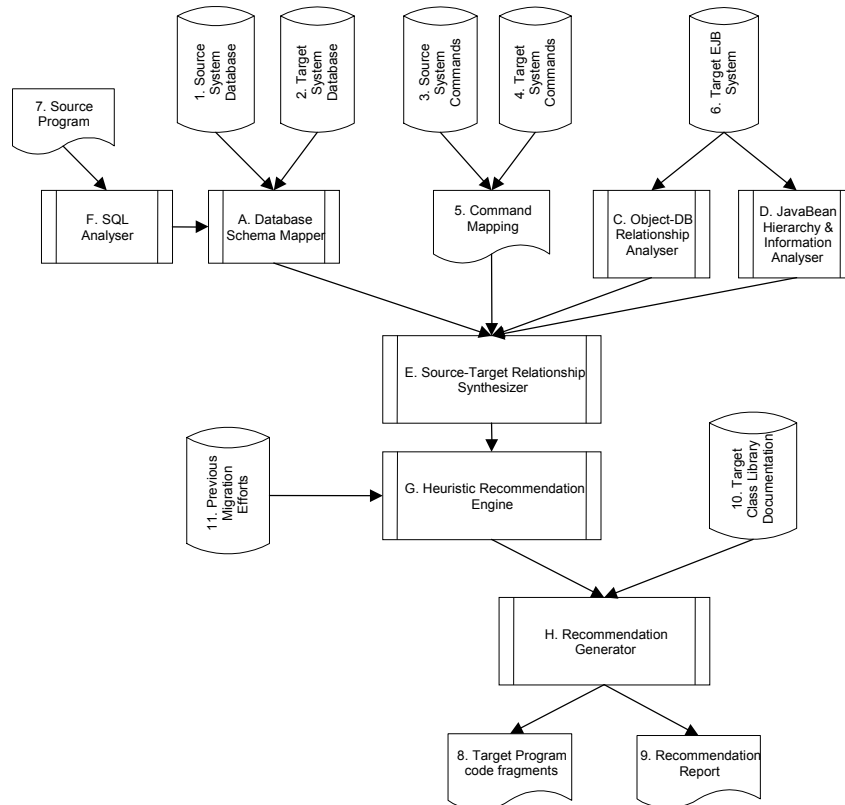 1. Source
System
Database
2. Target
System
Database
3. Source
System
Commands
4. Target
System
Commands
6. Target EJB
System
7. Source
Program
F. SQL
Analyser
A. Database
Schema Mapper
5. Command
Mapping
C. Object-DB
Relationship
Analyser
D. JavaBean
Hierarchy &
Information
Analyser
E. Source-Target Relationship
Synthesizer
11. Previous
Migration
Efforts
G. Heuristic Recommendation
Engine
10. Target
Class Library
Documentation
H. Recommendation
Generator
8. Target Program
code fragments
9. Recommendation
Report